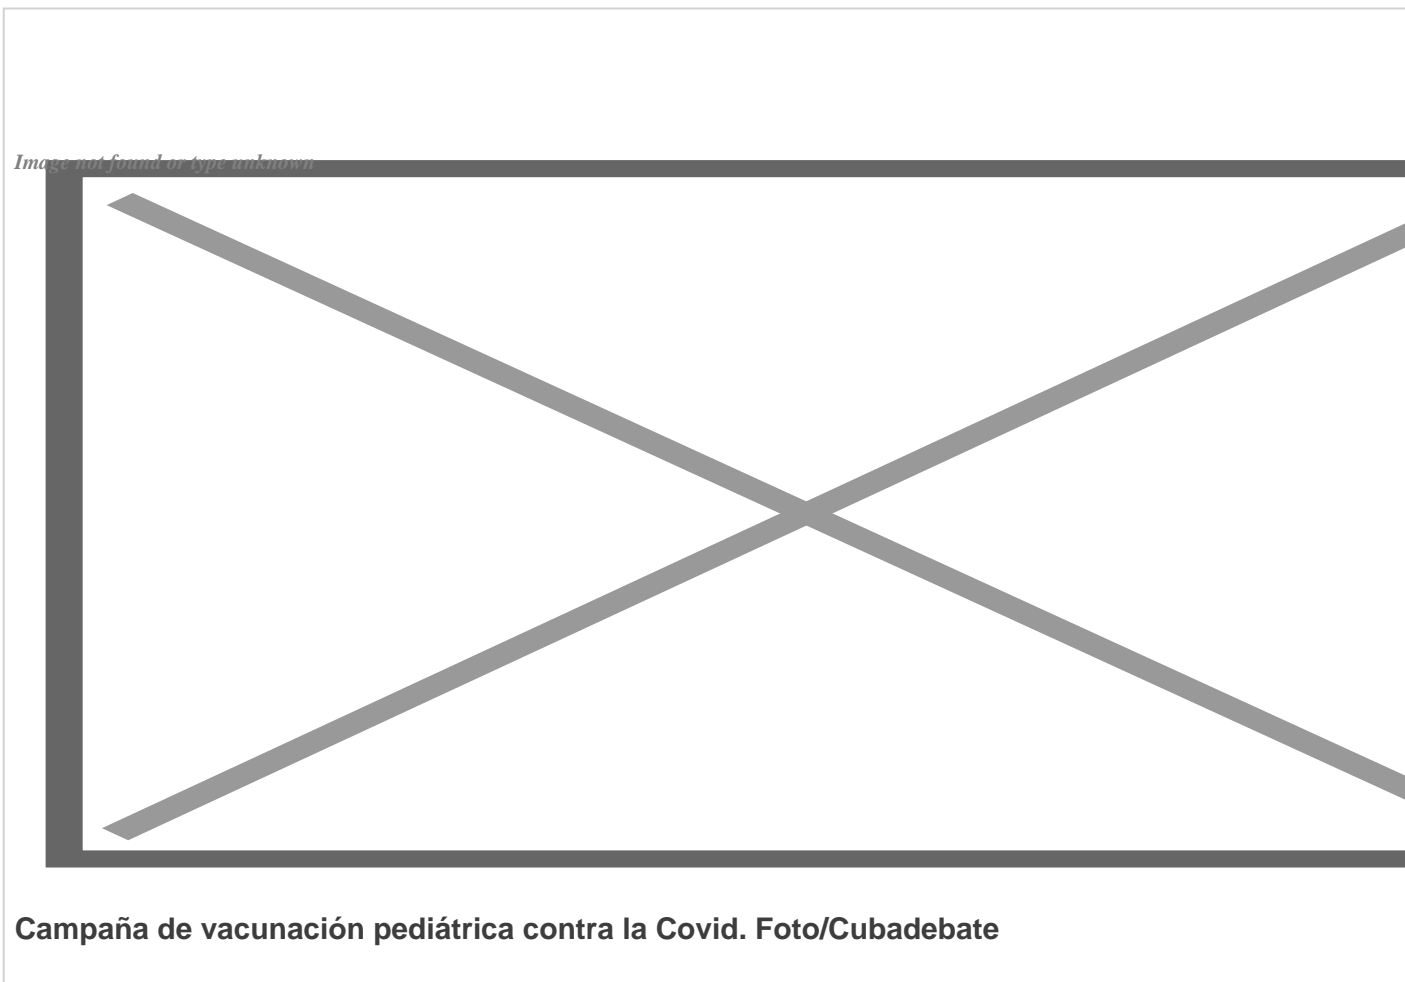 Image not found or type unknown
Campaña de vacunación pediátrica contra la Covid. Foto/Cubadebate